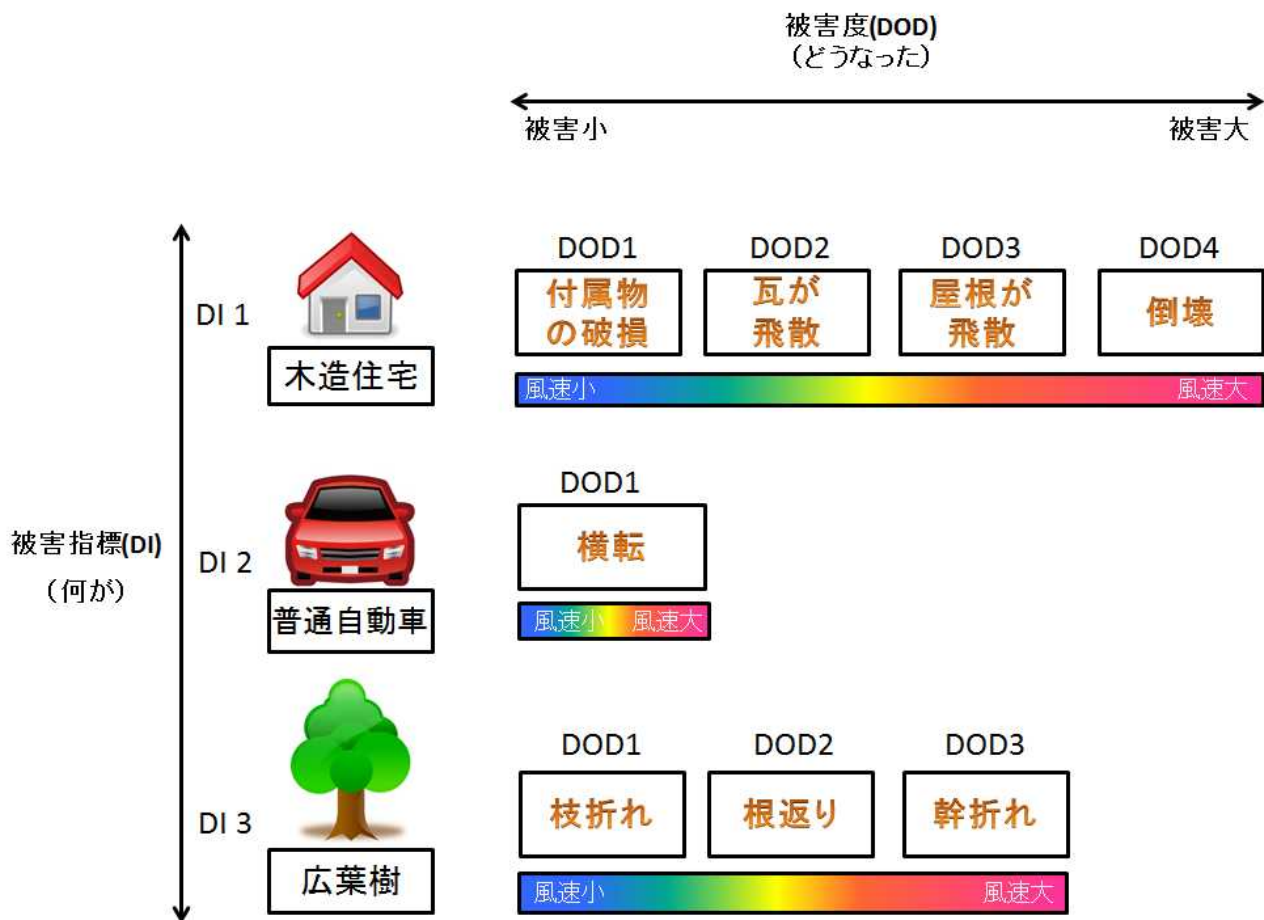 被害度(DOD)
（どうなった）
被害小
被害大
DOD1
DOD2
DOD3
DOD4
付属物
の破損
瓦が
飛散
屋根が
飛散
倒壊
DI 1
木造住宅
風速小
風速大
DOD1
横転
被害指標(DI)
（何が）
DI 2
普通自動車
風速小
風速大
DOD1
DOD2
DOD3
枝折れ
根返り
幹折れ
DI 3
広葉樹
風速小
風速大